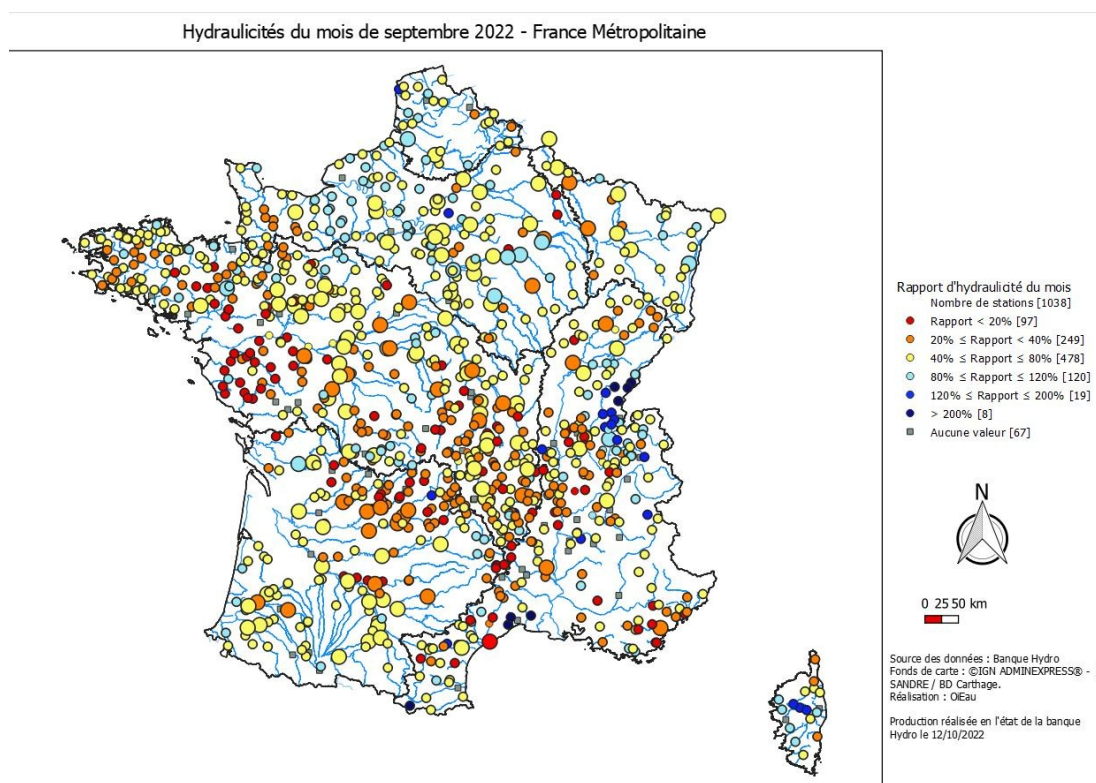 Hydraulicités du mois de septembre 2022 - France Métropolitaine
Rapport d'hydraulicité du mois
Nombre de stations [1038]
Rapport < 20% [97]
20% ≤ Rapport < 40% [249]
40% ≤ Rapport ≤ 80% [478]
80% ≤ Rapport ≤ 120% [120]
120% ≤ Rapport ≤ 200% [19]
> 200% [8]
Aucune valeur [67]
N
0 25 50 km
Source des données : Banque Hydro
Fonds de carte : ©IGN ADMINEXPRESS® -
SANDRE / BD Carthage.
Réalisation : OiEau
Production réalisée en l'état de la banque
Hydro le 12/10/2022